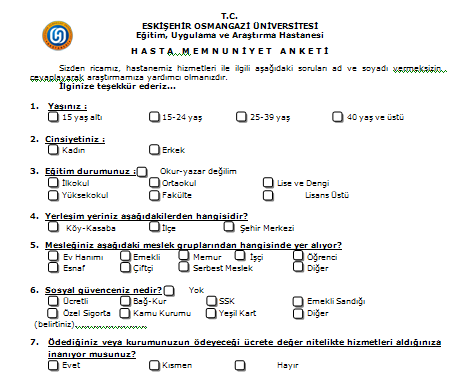 T.C.
ESKİŞEHİR OSMANGAZİ ÜNİVERSİTESİ
Eğitim, Uygulama ve Araştırma Hastanesi
HASTA MEMNUNİYET ANKETİ
Sizden ricamız, hastanemiz hizmetleri ile ilgili aşağıdaki soruları ad ve soyadı vermeksizin
cevaplayarak araştırmamıza yardımcı olmanızdır.
İlginize teşekkür ederiz...
1. Yaşınız :
15 yaş altı 15-24 yaş 25-39 yaş 40 yaş ve üstü
2. Cinsiyetiniz :
Kadın Erkek
3. Eğitim durumunuz : Okur-yazar değilim
İlkokul Ortaokul Lise ve Dengi
Yüksekokul Fakülte Lisans Üstü
4. Yerleşim yeriniz aşağıdakilerden hangisidir?
Köy-Kasaba İlçe Şehir Merkezi
5. Mesleğiniz aşağıdaki meslek gruplarından hangisinde yer alıyor?
Ev Hanımı Emekli Memur İşçi Öğrenci
Esnaf Çiftçi Serbest Meslek Diğer
6. Sosyal güvenceniz nedir? Yok
Ücretli Bağ-Kur SSK Emekli Sandığı
Özel Sigorta Kamu Kurumu Yeşil Kart Diğer
(belirtiniz)
7. Ödediğiniz veya kurumunuzun ödeyeceği ücrete değer nitelikte hizmetleri aldığınıza
inanıyor musunuz?
Evet Kısmen Hayır